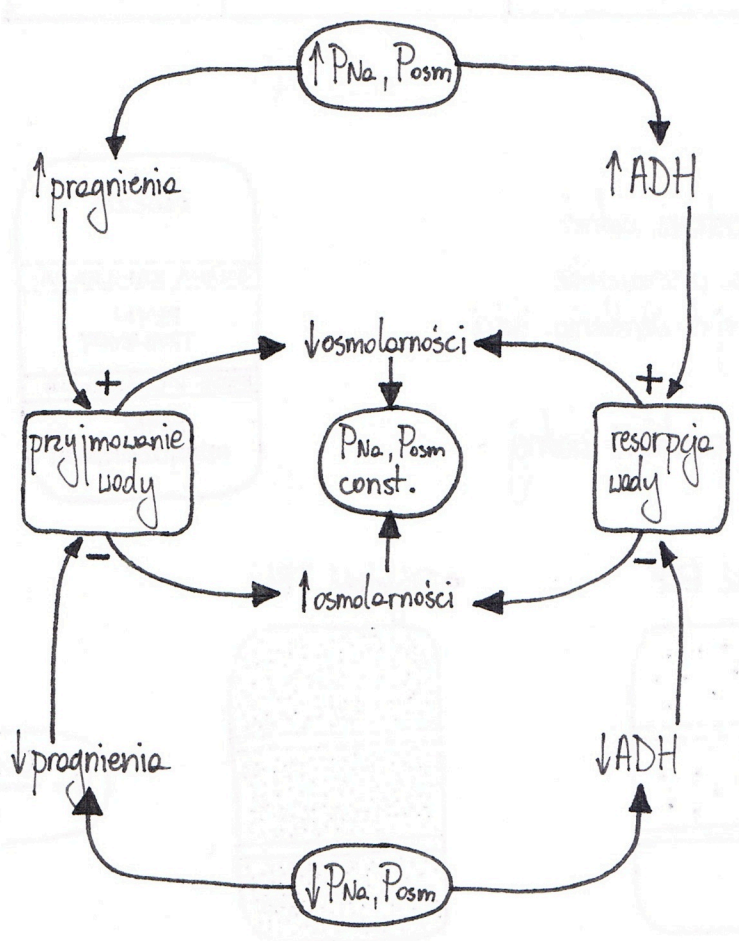 ↑ PNa, Posm
↑ pragnienia
↑ ADH
↓ osmolarności
+
+
przyjmowanie
wody
PNa, Posm
const.
resorpcja
wody
−
−
↑ osmolarności
↓ pragnienia
↓ ADH
↓ PNa, Posm